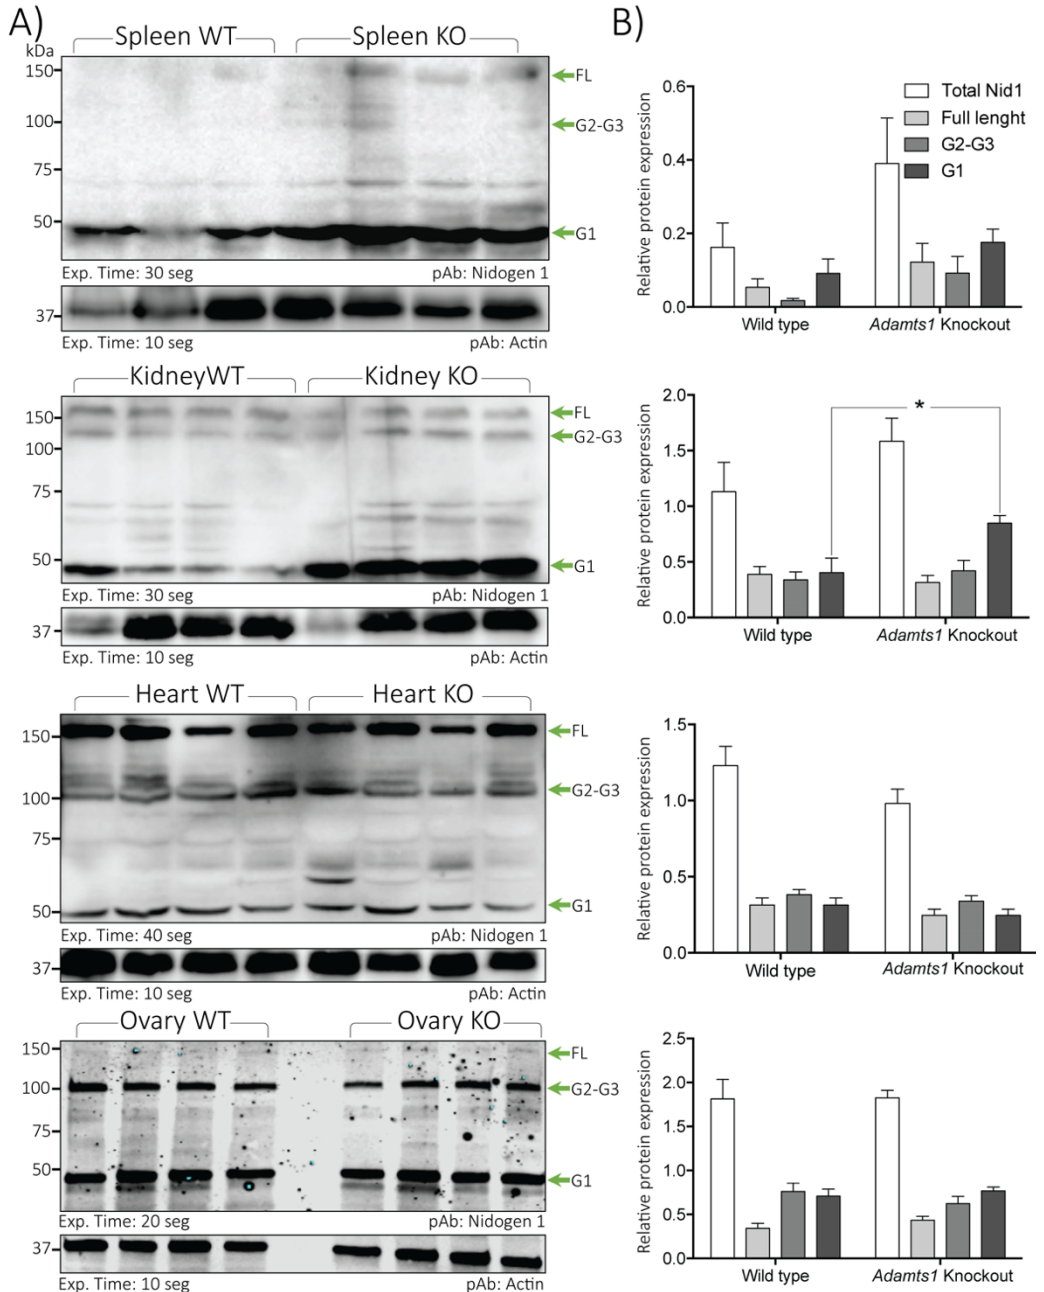 A)
B)
Spleen WT
Spleen KO
kDa
150
100
75
50
FL
G2-G3
G1
Exp. Time: 30 seg
pAb: Nidogen 1
37
Exp. Time: 10 seg
pAb: Actin
Relative protein expression
0.6
0.4
0.2
0.0
Total Nid1
Full lenght
G2-G3
G1
Wild type
Adamts1 Knockout
KidneyWT
Kidney KO
150
100
75
50
FL
G2-G3
G1
Exp. Time: 30 seg
pAb: Nidogen 1
37
Exp. Time: 10 seg
pAb: Actin
Relative protein expression
2.0
1.5
1.0
0.5
0.0
*
Wild type
Adamts1 Knockout
Heart WT
Heart KO
150
100
75
50
FL
G2-G3
G1
Exp. Time: 40 seg
pAb: Nidogen 1
37
Exp. Time: 10 seg
pAb: Actin
Relative protein expression
1.5
1.0
0.5
0.0
Wild type
Adamts1 Knockout
Ovary WT
Ovary KO
150
100
75
50
FL
G2-G3
G1
Exp. Time: 20 seg
pAb: Nidogen 1
37
Exp. Time: 10 seg
pAb: Actin
Relative protein expression
2.5
2.0
1.5
1.0
0.5
0.0
Wild type
Adamts1 Knockout